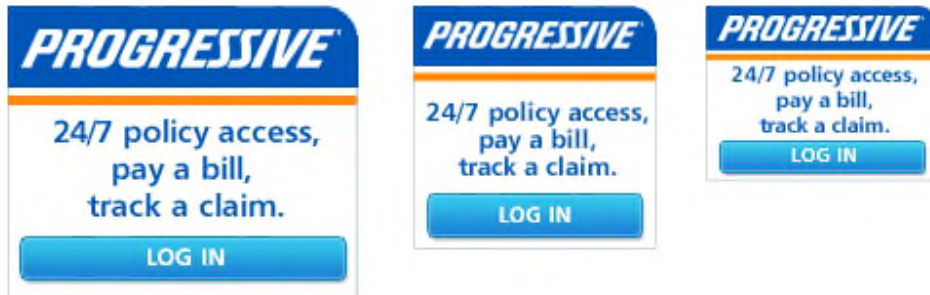 PROGRESSIVE
24/7 policy access,
pay a bill,
track a claim.
LOG IN
PROGRESSIVE
24/7 policy access,
pay a bill,
track a claim.
LOG IN
PROGRESSIVE
24/7 policy access,
pay a bill,
track a claim.
LOG IN